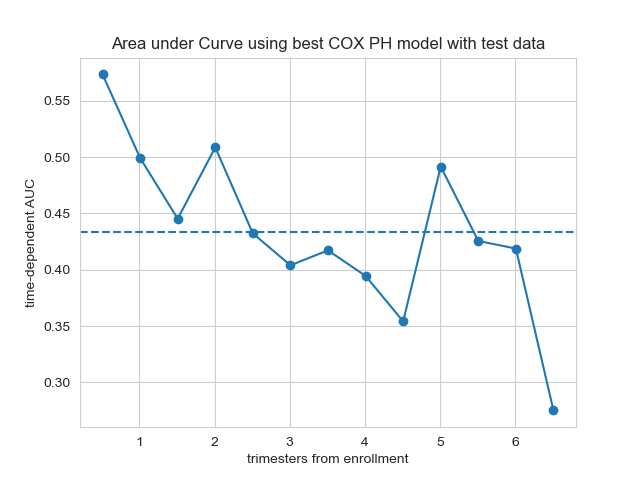 Area under Curve using best COX PH model with test data
time-dependent AUC
0.55
0.50
0.45
0.40
0.35
0.30
1 2 3 4 5 6
trimesters from enrollment